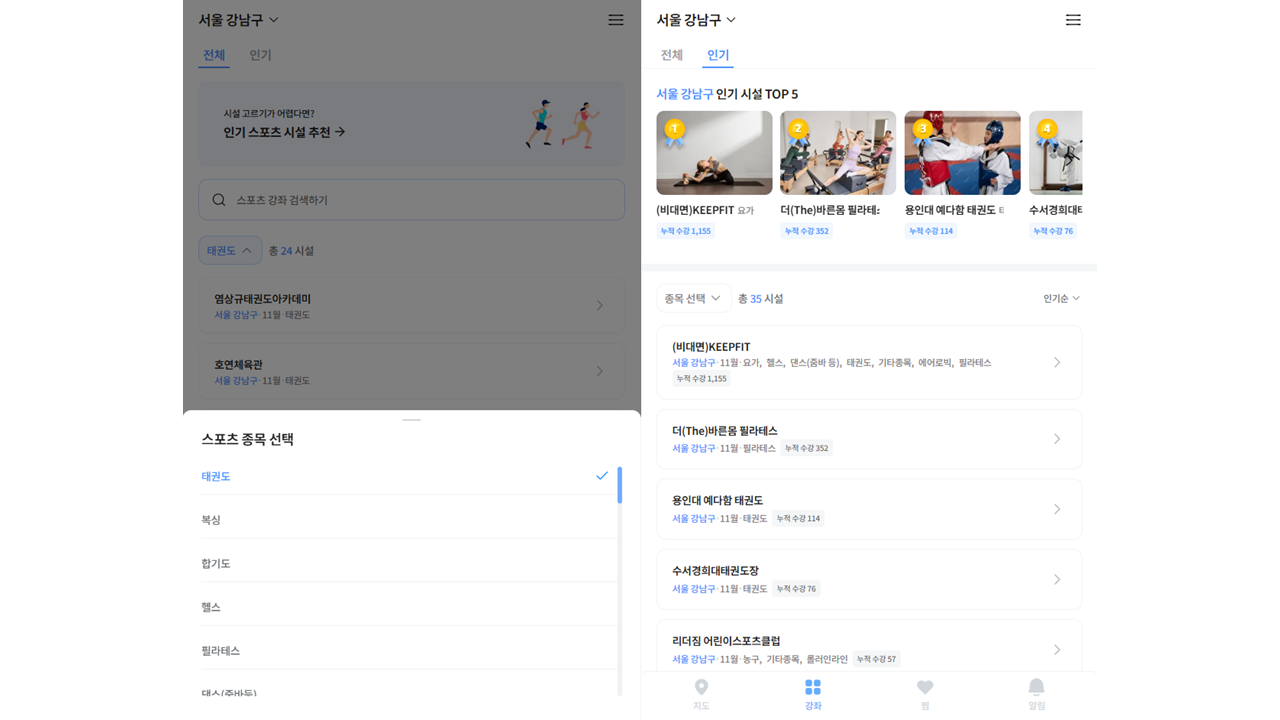 서울 강남구
전체 인기
시설 고르기가 어렵다면?
인기 스포츠 시설 추천 →
스포츠 강좌 검색하기
태권도 총 24 시설
염상규태권도아카데미
서울 강남구·11월·태권도
호연체육관
서울 강남구·11월·태권도
스포츠 종목 선택
태권도
복싱
합기도
헬스
필라테스
댄스(줌바등)
서울 강남구
전체 인기
서울 강남구 인기 시설 TOP 5
1 2 3 4
(비대면)KEEPFIT 요가 더(The)바른몸 필라테 용인대 예다함 태권도 수서경희대
누적 수강 1,155 누적 수강 352 누적 수강 114 누적 수강 76
종목 선택 총 35 시설 인기순
(비대면)KEEPFIT
서울 강남구·11월·요가, 헬스, 댄스(줌바 등), 태권도, 기타종목, 에어로빅, 필라테스
누적 수강 1,155
더(The)바른몸 필라테스
서울 강남구·11월·필라테스 누적 수강 352
용인대 예다함 태권도
서울 강남구·11월·태권도 누적 수강 114
수서경희대태권도장
서울 강남구·11월·태권도 누적 수강 76
리더짐 어린이스포츠클럽
서울 강남구·11월·농구, 기타종목, 롤러인라인 누적 수강 57
지도 강좌 찜 알림